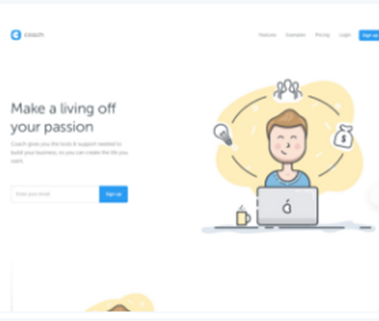 coach
Features Examples Pricing Login Sign up
Make a living off
your passion
Coach gives you the tools & support needed to
build your business, so you can create the life you
want.
Enter your email Sign up
$